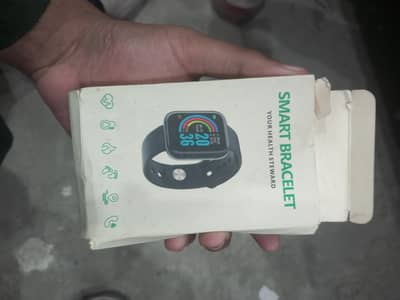 SMART BRACELET
YOUR HEALTH STEWARD
20
36